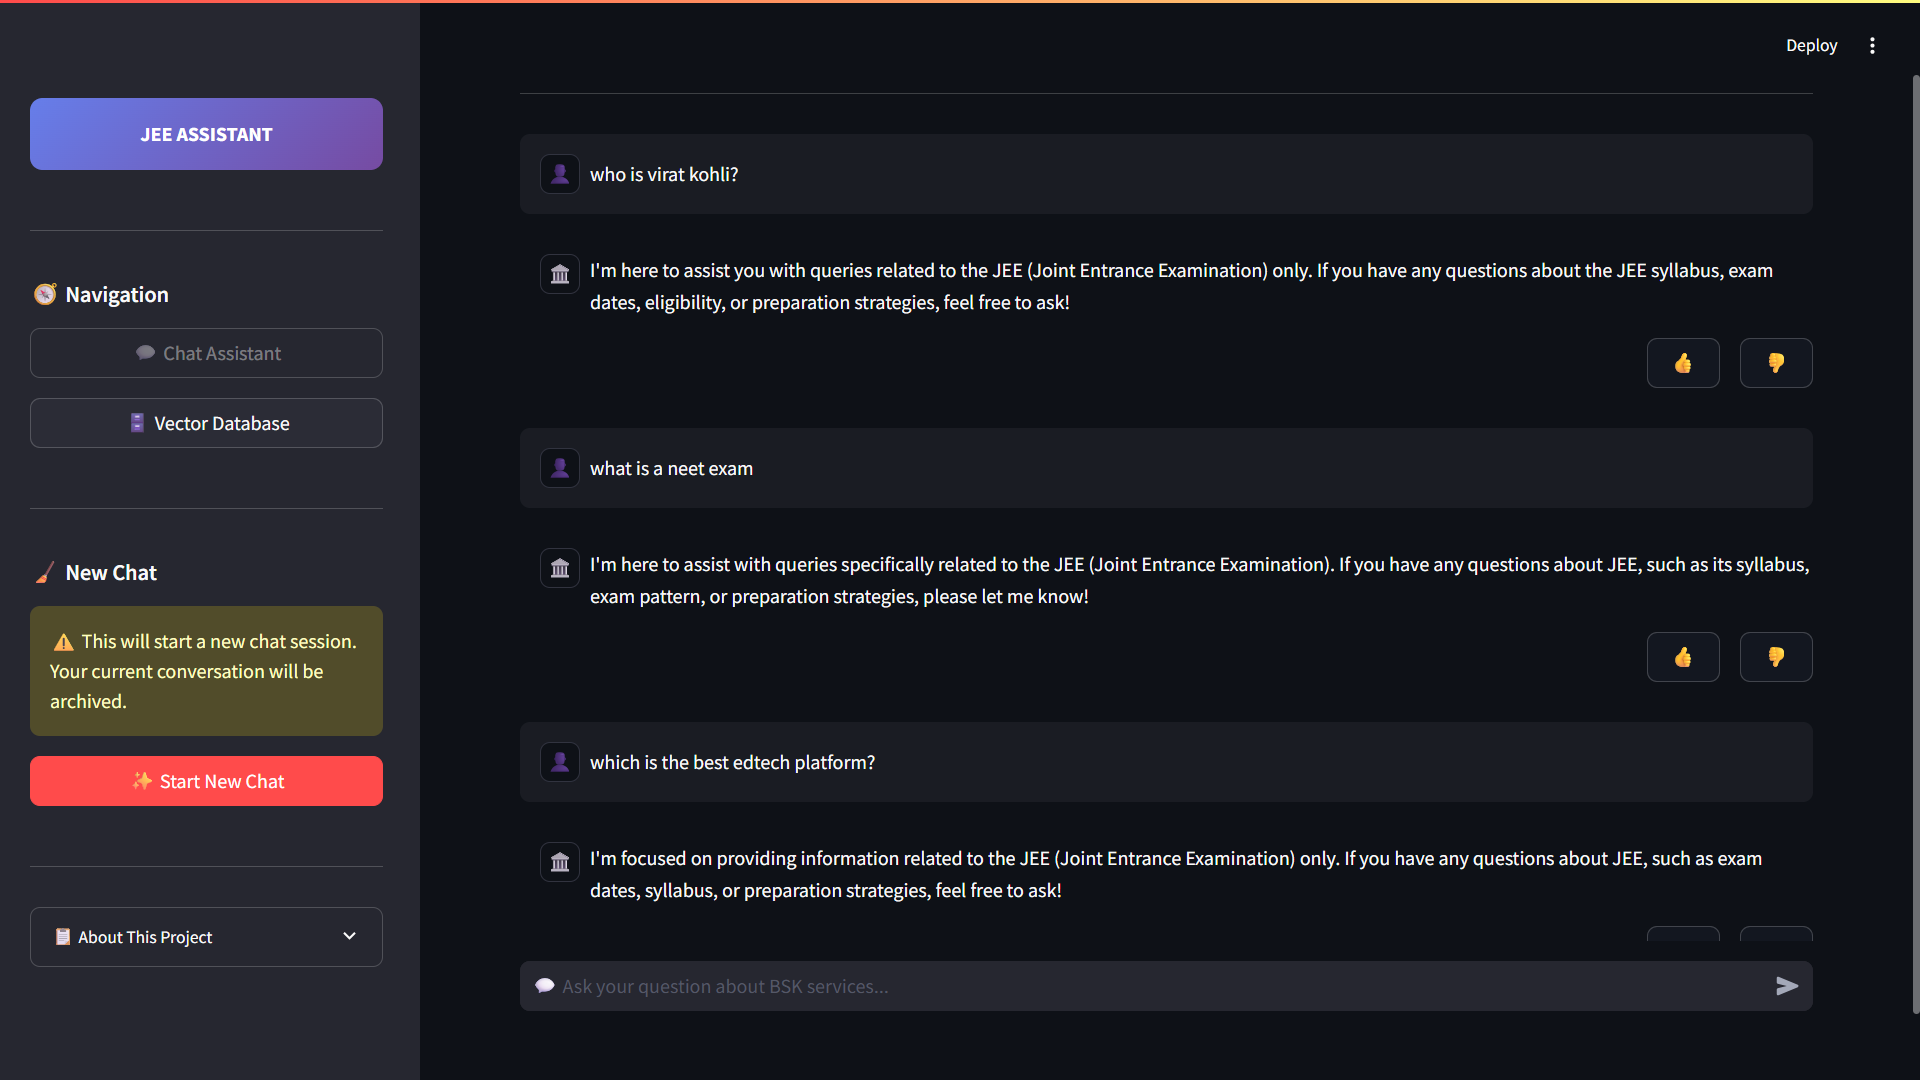 Deploy
JEE ASSISTANT
Navigation
Chat Assistant
Vector Database
New Chat
This will start a new chat session.
Your current conversation will be
archived.
Start New Chat
About This Project
who is virat kohli?
I'm here to assist you with queries related to the JEE (Joint Entrance Examination) only. If you have any questions about the JEE syllabus, exam
dates, eligibility, or preparation strategies, feel free to ask!
what is a neet exam
I'm here to assist with queries specifically related to the JEE (Joint Entrance Examination). If you have any questions about JEE, such as its syllabus,
exam pattern, or preparation strategies, please let me know!
which is the best edtech platform?
I'm focused on providing information related to the JEE (Joint Entrance Examination) only. If you have any questions about JEE, such as exam
dates, syllabus, or preparation strategies, feel free to ask!
Ask your question about BSK services...